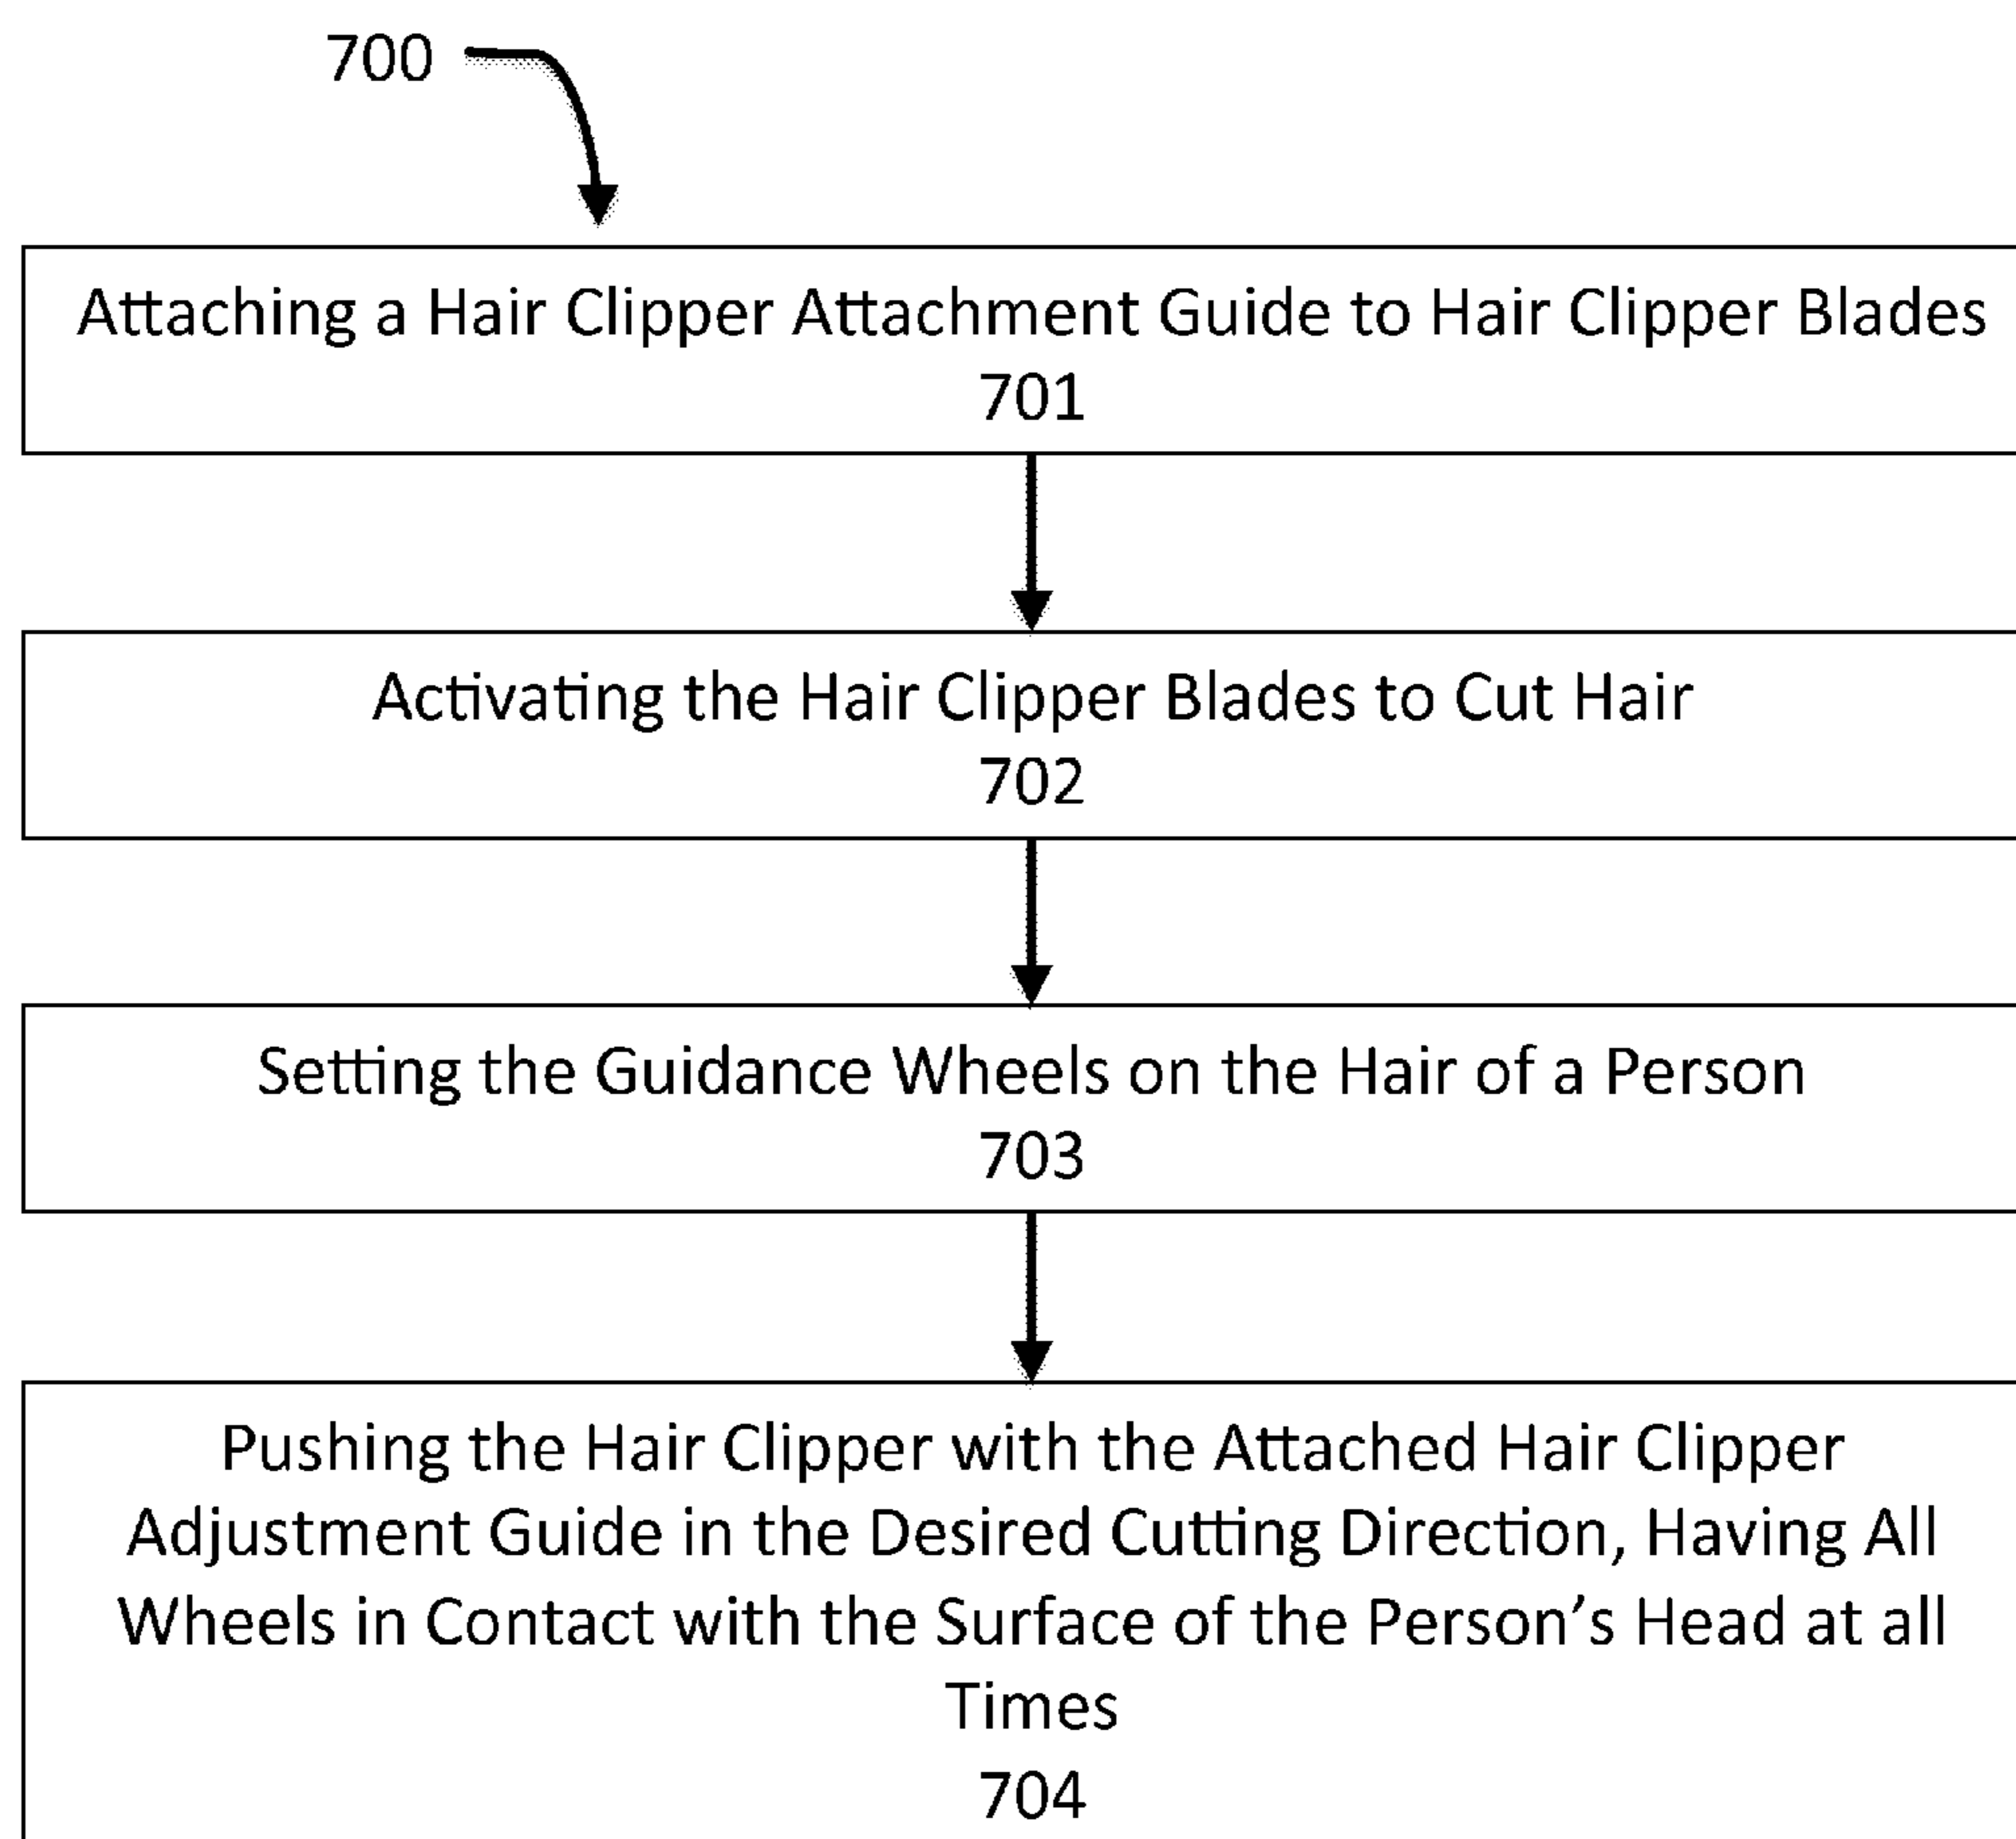 700
Attaching a Hair Clipper Attachment Guide to Hair Clipper Blades
701
Activating the Hair Clipper Blades to Cut Hair
702
Setting the Guidance Wheels on the Hair of a Person
703
Pushing the Hair Clipper with the Attached Hair Clipper
Adjustment Guide in the Desired Cutting Direction, Having All
Wheels in Contact with the Surface of the Person’s Head at all
Times
704